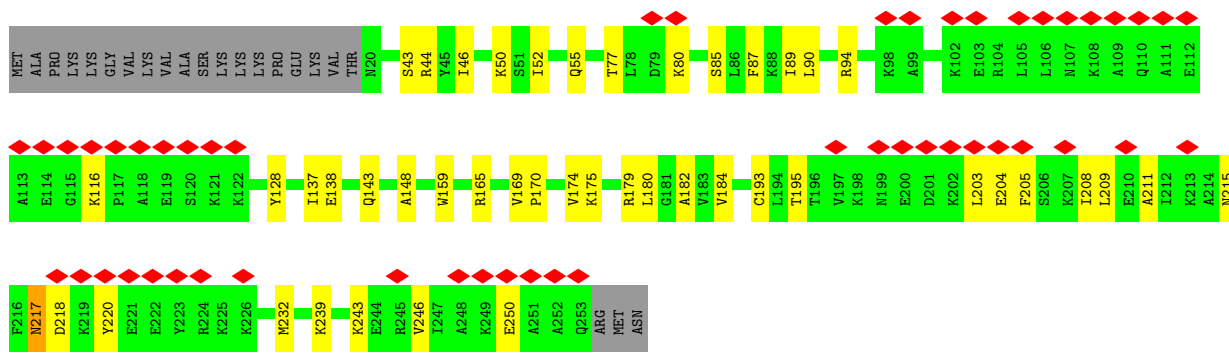 MET ALA PRO LYS LYS GLY VAL LYS VAL ALA SER LYS LYS LYS PRO GLU LYS VAL THR N20 S43 R44 Y45 I46 K50 S51 I52 Q55 T77 L78 D79 K80 S85 L86 F87 K88 I89 L90 R94 K98 A99 K102 E103 R104 L105 L106 N107 K108 A109 Q110 A111 E112
A113 E114 G115 K116 P117 A118 E119 S120 K121 K122 Y128 I137 E138 Q143 A148 W159 R165 V169 P170 V174 K175 R179 L180 G181 A182 V183 V184 C193 L194 T195 T196 V197 K198 N199 E200 D201 K202 L203 E204 F205 S206 K207 I208 L209 E210 A211 I212 K213 A214 N215
F216 N217 D218 K219 Y220 E221 E222 Y223 R224 K225 K226 M232 K239 K243 E244 R245 V246 I247 A248 K249 E250 A251 A252 Q253 ARG MET ASN